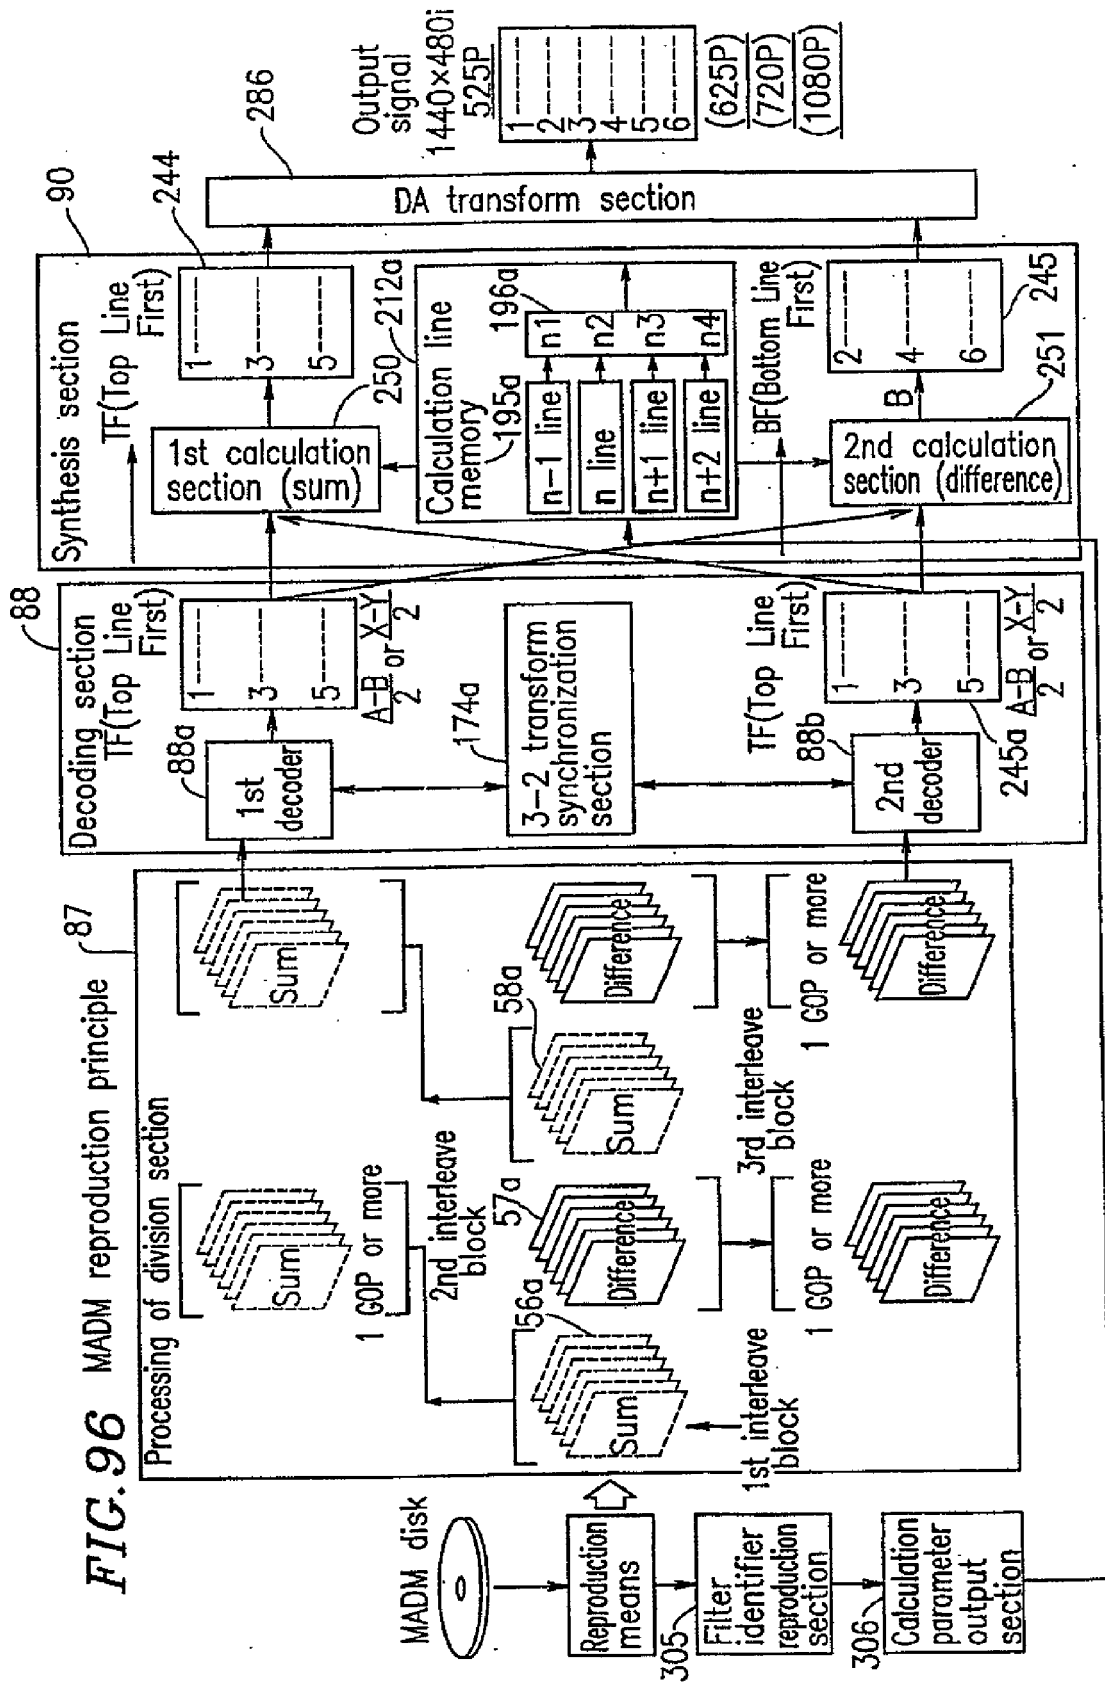 FIG. 96 MADM reproduction principle
MADM disk
Reproduction
means
305
Filter
identifier
reproduction
section
306
Calculation
parameter
output
section
87
Processing of division section
Sum
1 GOP or more
Sum
2nd interleave
block
56a
Sum
1st interleave
block
57a
Difference
58a
Sum
3rd interleave
block
Difference
1 GOP or more
Difference
1 GOP or more
Difference
88
Decoding section
TF(Top Line
First)
88a
1st
decoder
1------
3------
5------
A-B/2 or X-Y/2
174a
3-2 transform
synchronization
section
TF(Top Line
First)
88b
2nd
decoder
1------
3------
5------
245a
A-B/2 or X-Y/2
90
Synthesis section
TF(Top Line
First)
244
1st calculation
section (sum)
250
1------
3------
5------
212a
Calculation line
memory
195a
196a
n-1 line
n line
n+1 line
n+2 line
n1
n2
n3
n4
BF(Bottom Line
First)
2nd calculation
section (difference)
251
B
2------
4------
6------
245
286
DA transform section
Output
signal
1440×480i
525P
1------
2------
3------
4------
5------
6------
(625P)
(720P)
(1080P)